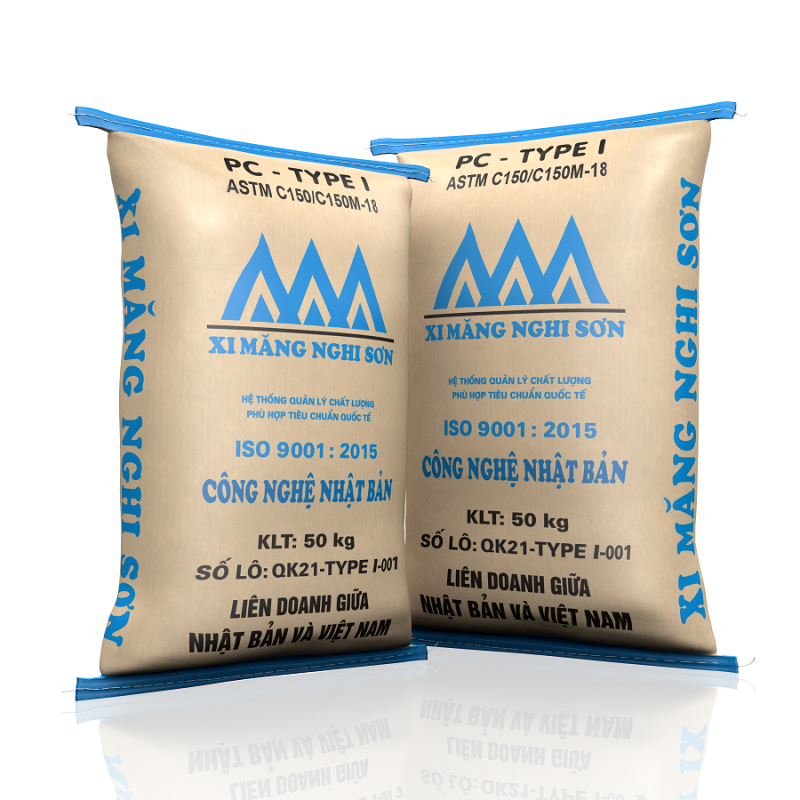 PC - TYPE I
ASTM C150/C150M-18
XI MĂNG NGHI SƠN
XI MĂNG NGHI SƠN
HỆ THỐNG QUẢN LÝ CHẤT LƯỢNG
PHÙ HỢP TIÊU CHUẨN QUỐC TẾ
ISO 9001 : 2015
CÔNG NGHỆ NHẬT BẢN
KLT: 50 kg
SỐ LÔ: QK21-TYPE I-001
LIÊN DOANH GIỮA
NHẬT BẢN VÀ VIỆT NAM
PC - TYPE I
ASTM C150/C150M-18
XI MĂNG NGHI SƠN
HỆ THỐNG QUẢN LÝ CHẤT LƯỢNG
PHÙ HỢP TIÊU CHUẨN QUỐC TẾ
ISO 9001 : 2015
CÔNG NGHỆ NHẬT BẢN
KLT: 50 kg
SỐ LÔ: QK21-TYPE I-001
LIÊN DOANH GIỮA
NHẬT BẢN VÀ VIỆT NAM
XI MĂNG NGHI SƠN